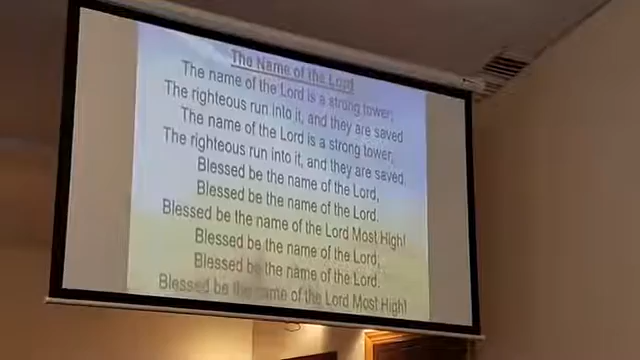 The Name of the Lord
The name of the Lord is a strong tower;
The righteous run into it, and they are saved
The name of the Lord is a strong tower,
The righteous run into it, and they are saved.
Blessed be the name of the Lord,
Blessed be the name of the Lord.
Blessed be the name of the Lord Most High!
Blessed be the name of the Lord,
Blessed be the name of the Lord.
Blessed be the name of the Lord Most High!